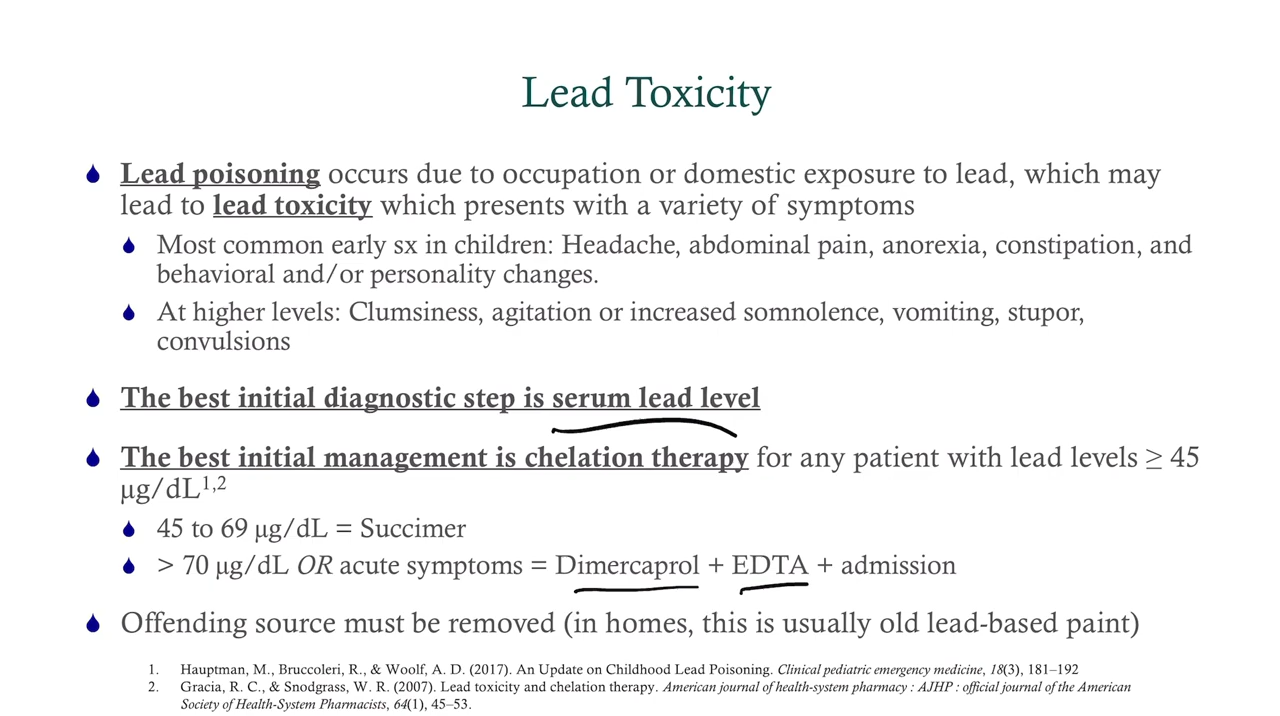 Lead Toxicity
Lead poisoning occurs due to occupation or domestic exposure to lead, which may
lead to lead toxicity which presents with a variety of symptoms
Most common early sx in children: Headache, abdominal pain, anorexia, constipation, and
behavioral and/or personality changes.
At higher levels: Clumsiness, agitation or increased somnolence, vomiting, stupor,
convulsions
The best initial diagnostic step is serum lead level
The best initial management is chelation therapy for any patient with lead levels ≥ 45
μg/dL1,2
45 to 69 μg/dL = Succimer
> 70 μg/dL OR acute symptoms = Dimercaprol + EDTA + admission
Offending source must be removed (in homes, this is usually old lead-based paint)
1. Hauptman, M., Bruccoleri, R., & Woolf, A. D. (2017). An Update on Childhood Lead Poisoning. Clinical pediatric emergency medicine, 18(3), 181–192
2. Gracia, R. C., & Snodgrass, W. R. (2007). Lead toxicity and chelation therapy. American journal of health-system pharmacy : AJHP : official journal of the American
Society of Health-System Pharmacists, 64(1), 45–53.